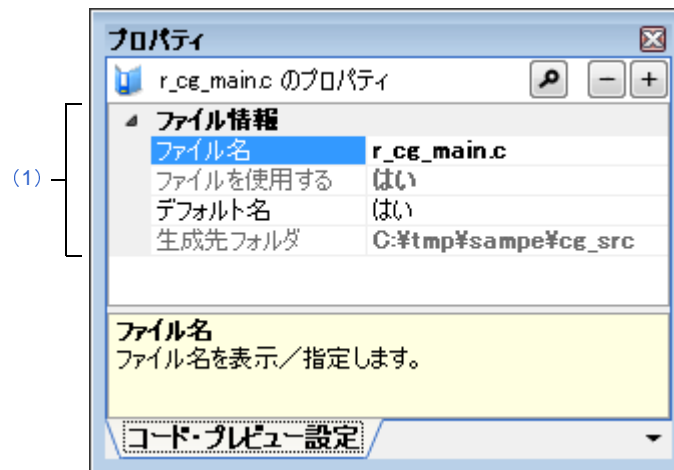 プロパティ
r_cg_main.c のプロパティ
(1)
ファイル情報
ファイル名 r_cg_main.c
ファイルを使用する はい
デフォルト名 はい
生成先フォルダ C:¥tmp¥sampe¥cg_src
ファイル名
ファイル名を表示／指定します。
コード・プレビュー設定